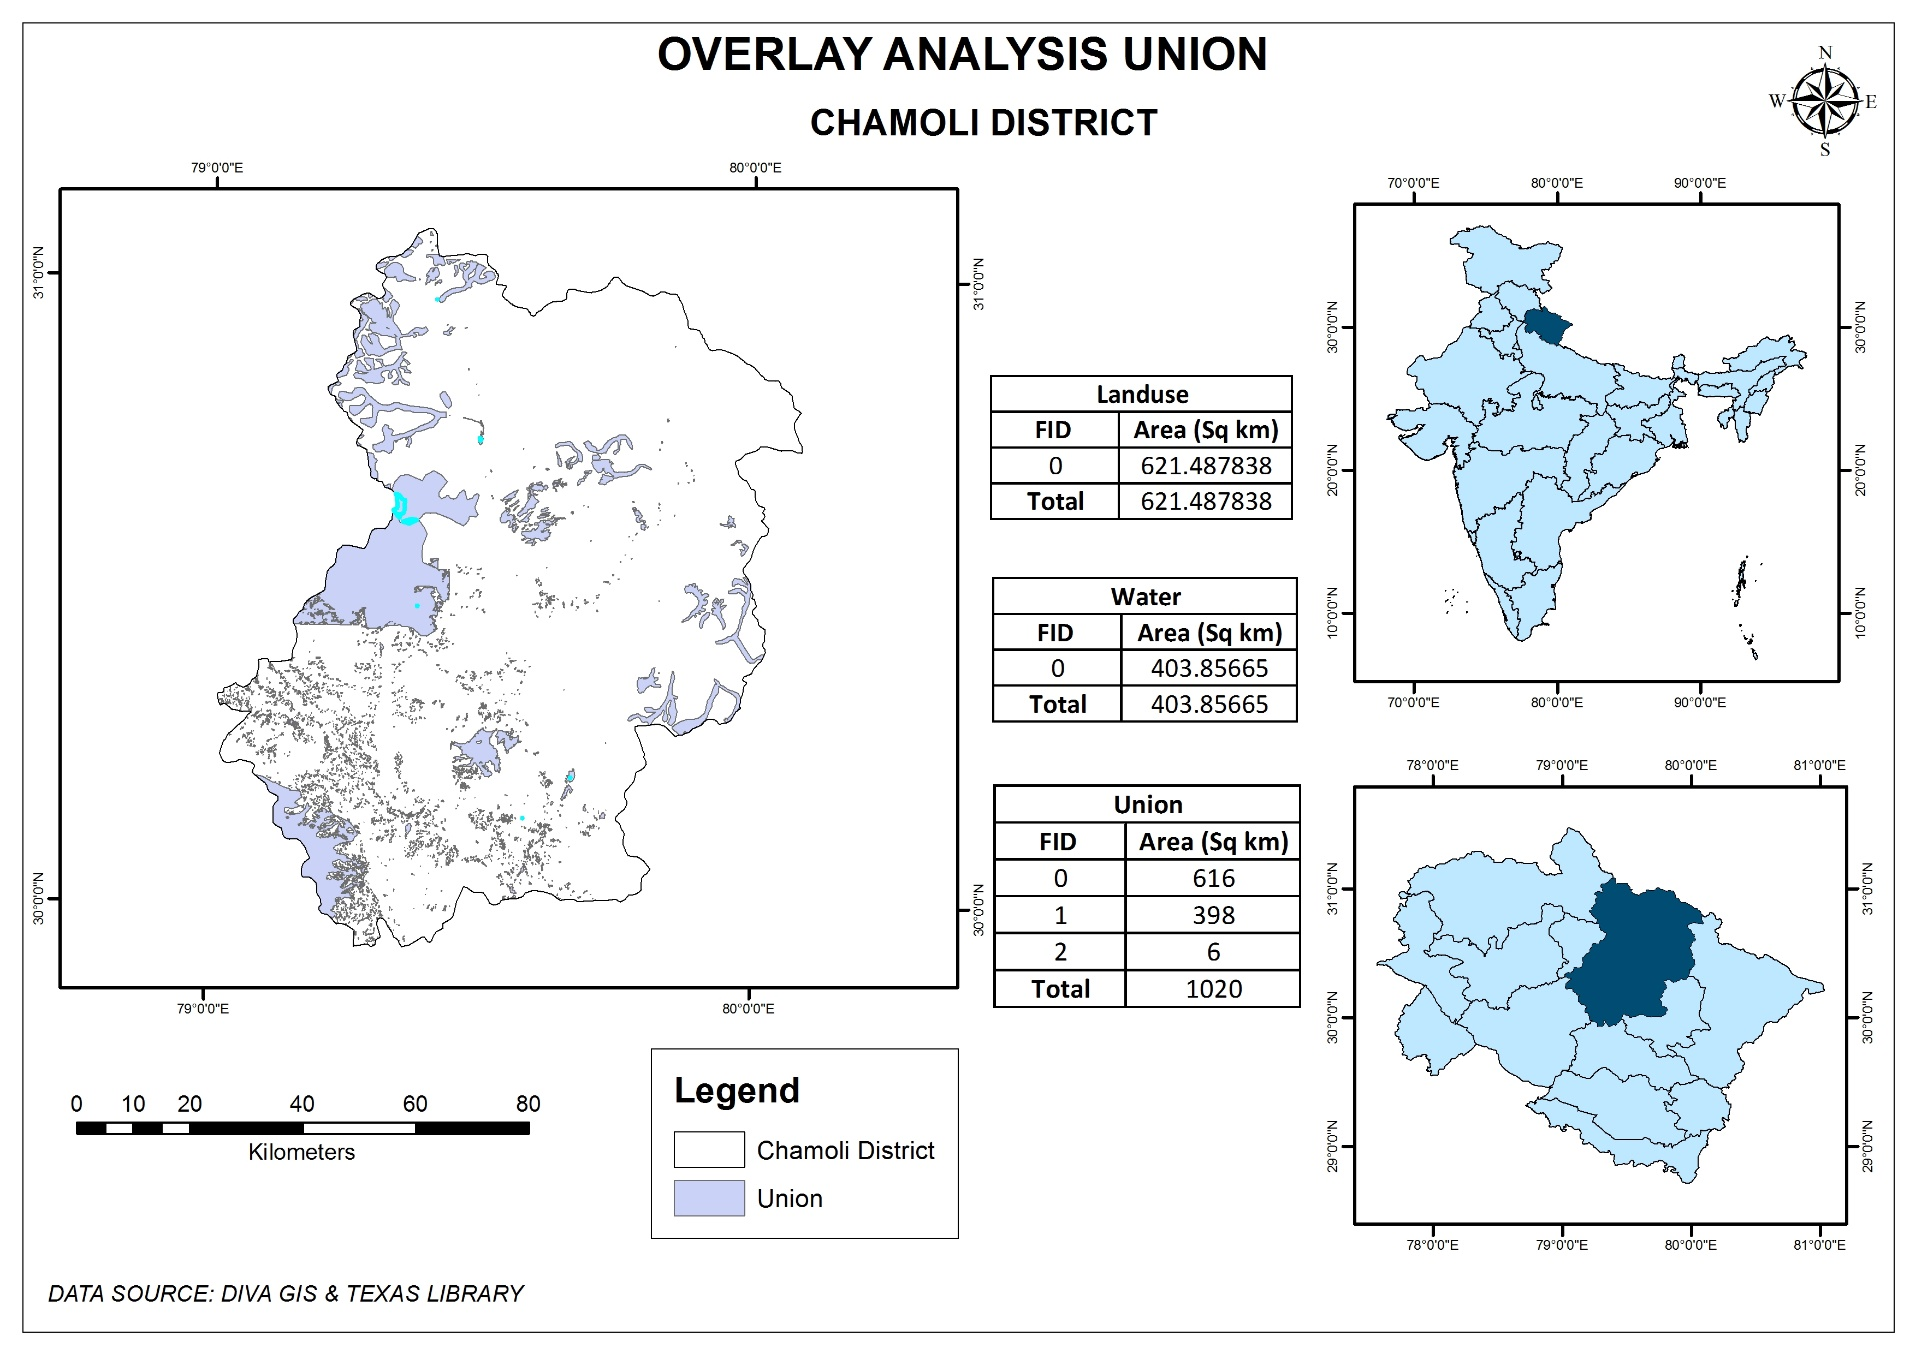 OVERLAY ANALYSIS UNION
CHAMOLI DISTRICT
N
W E
S
79°0'0"E 80°0'0"E
31°0'0"N 31°0'0"N
30°0'0"N 30°0'0"N
79°0'0"E 80°0'0"E
Landuse
FID Area (Sq km)
0 621.487838
Total 621.487838
Water
FID Area (Sq km)
0 403.85665
Total 403.85665
Union
FID Area (Sq km)
0 616
1 398
2 6
Total 1020
70°0'0"E 80°0'0"E 90°0'0"E
30°0'0"N 30°0'0"N
20°0'0"N 20°0'0"N
10°0'0"N 10°0'0"N
70°0'0"E 80°0'0"E 90°0'0"E
78°0'0"E 79°0'0"E 80°0'0"E 81°0'0"E
31°0'0"N 31°0'0"N
30°0'0"N 30°0'0"N
29°0'0"N 29°0'0"N
78°0'0"E 79°0'0"E 80°0'0"E 81°0'0"E
0 10 20 40 60 80
Kilometers
Legend
Chamoli District
Union
DATA SOURCE: DIVA GIS & TEXAS LIBRARY